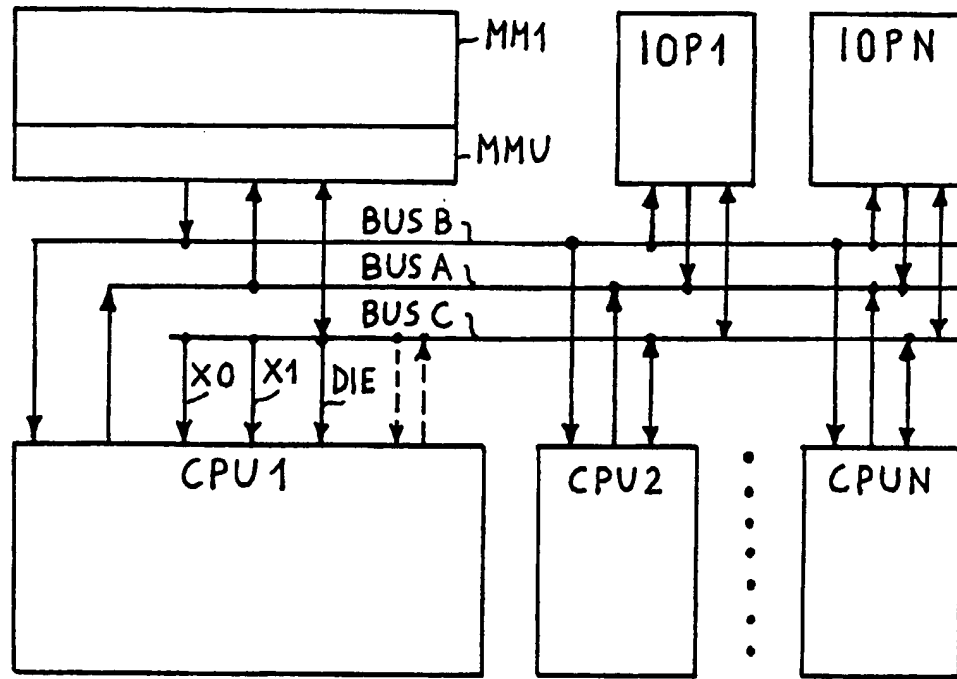 MM1
IOP1
IOPN
MMU
BUS B
BUS A
BUS C
X0
X1
DIE
CPU1
CPU2
CPUN